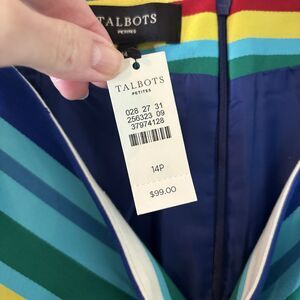 TALBOTS
PETITES
TALBOTS
PETITES
028 27 31
256323 09
37974128
14P
$99.00